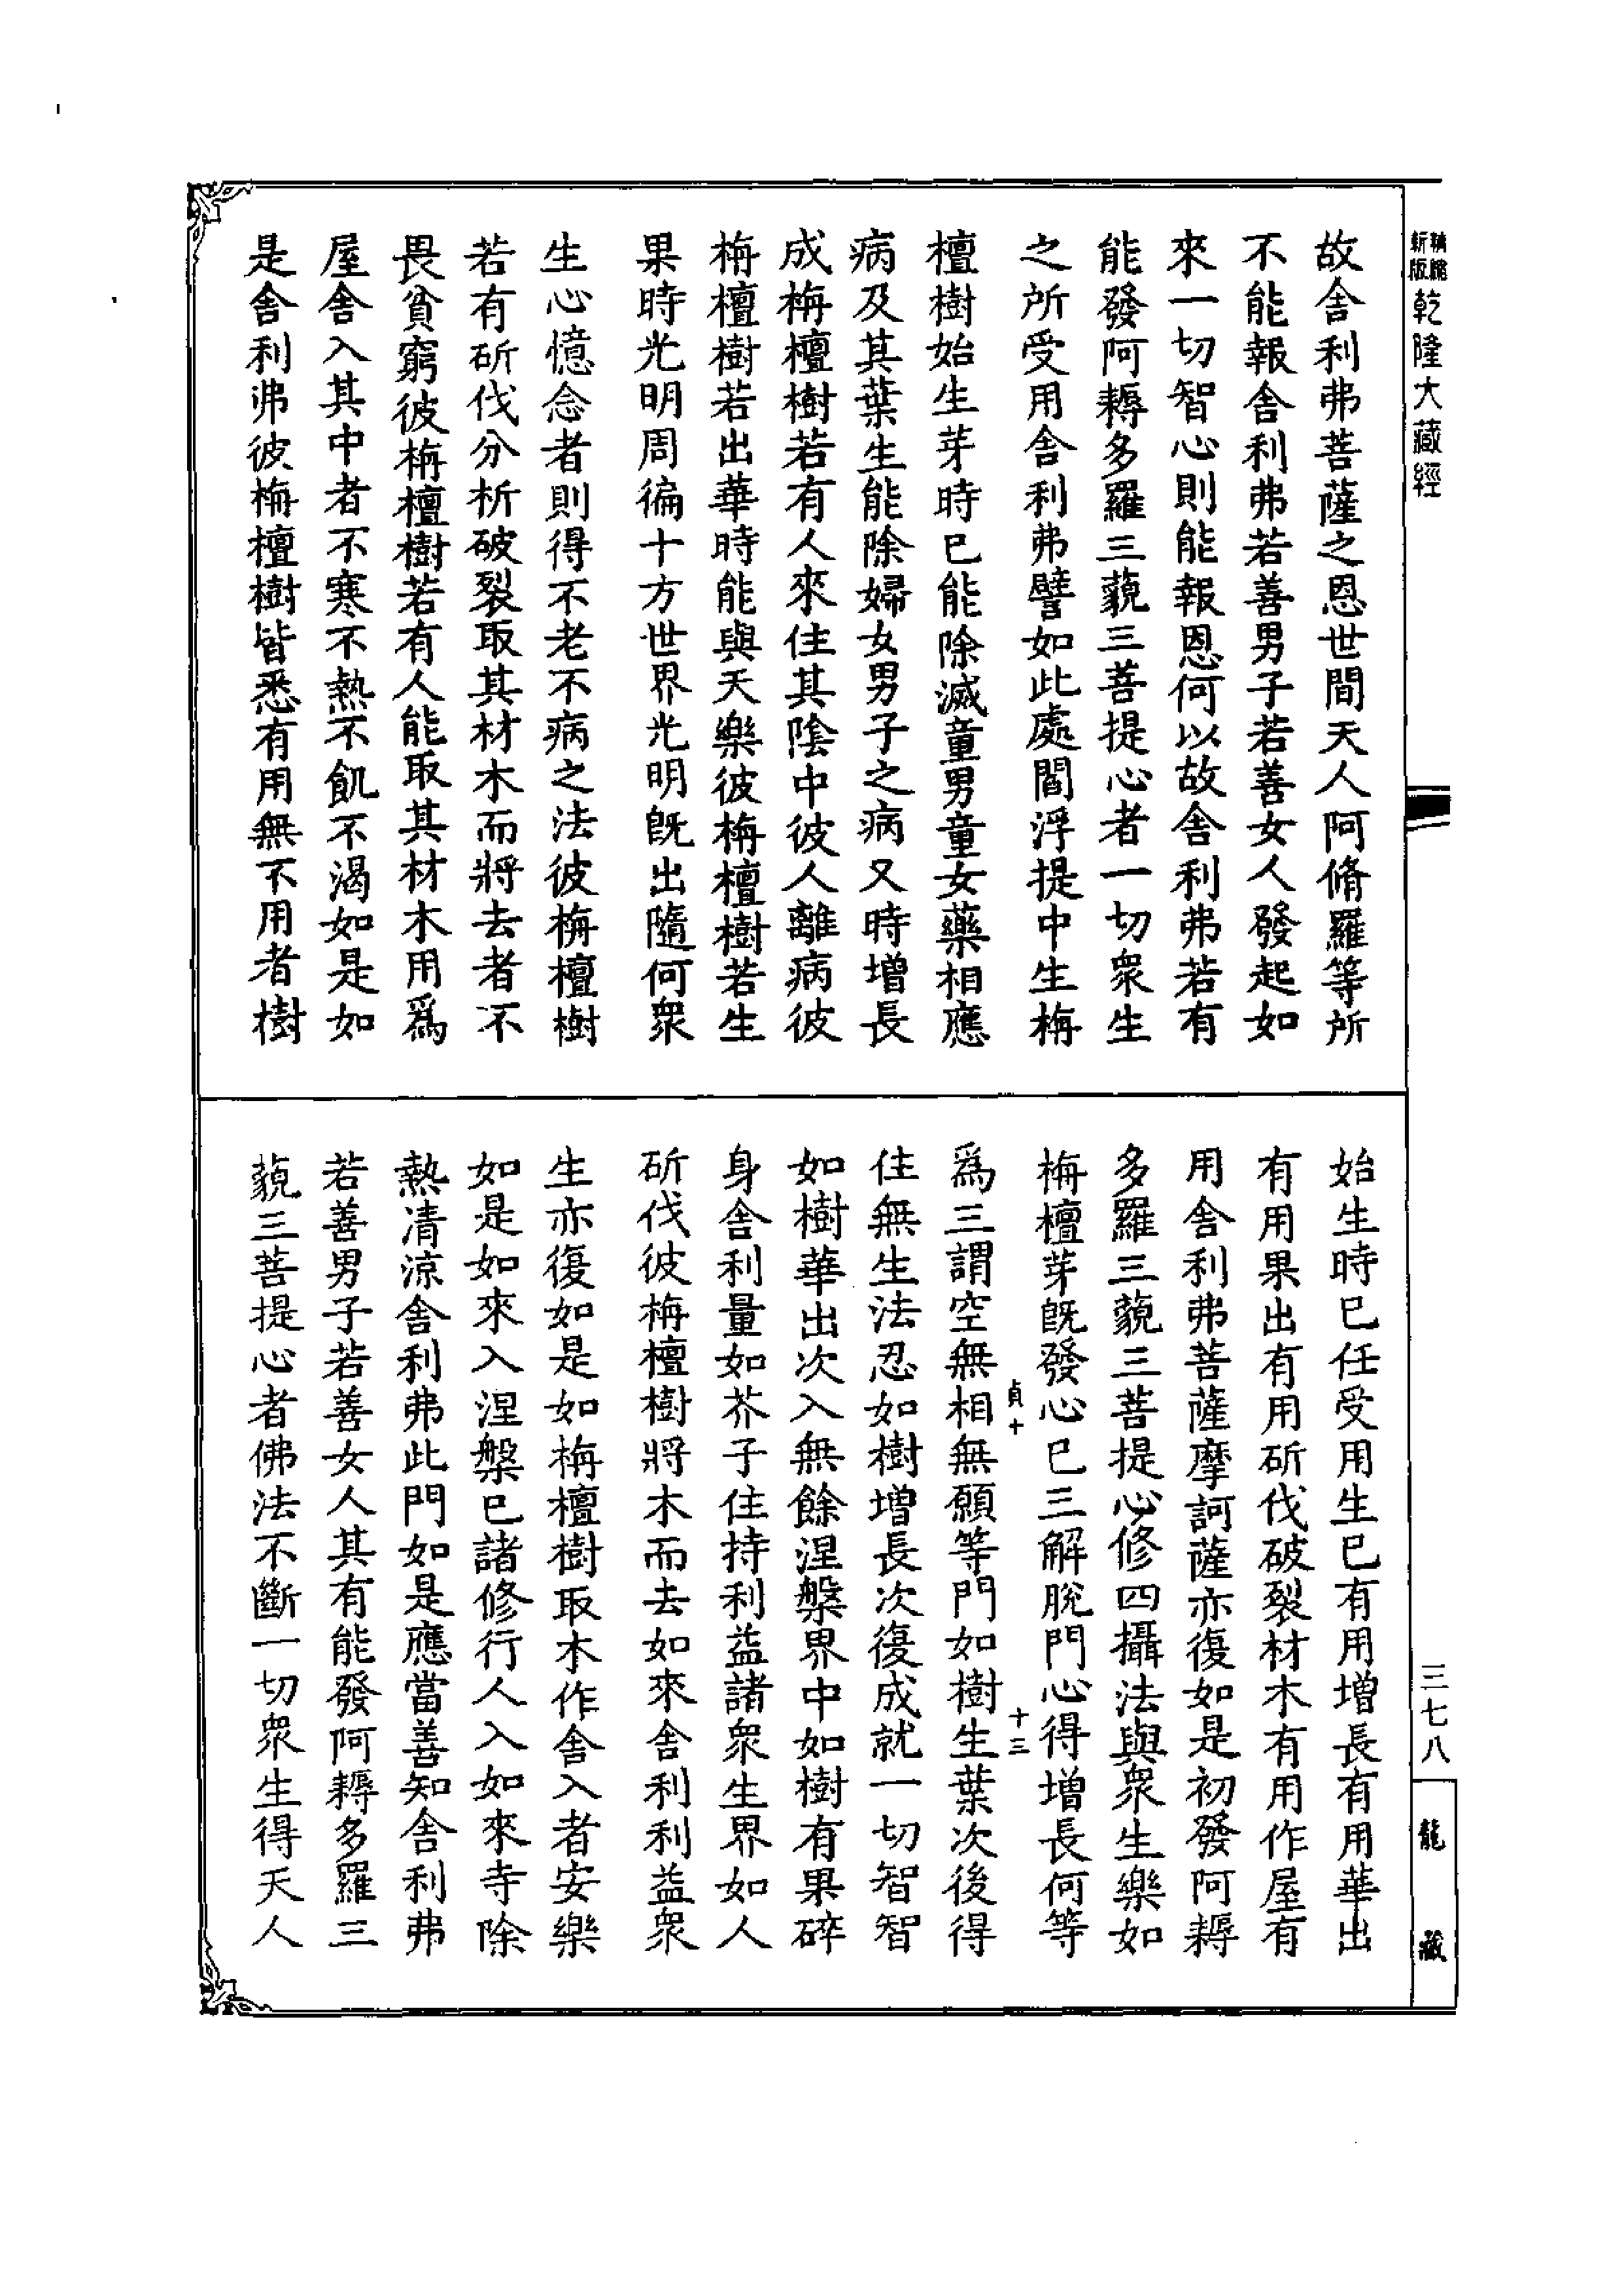 新版
精縮
乾隆大藏經
故舍利弗菩薩之恩世間天人阿脩羅等所
不能報舍利弗若善男子若善女人發起如
來一切智心則能報恩何以故舍利弗若有
能發阿耨多羅三藐三菩提心者一切眾生
之所受用舍利弗譬如此處閻浮提中生栴
檀樹始生芽時已能除滅童男童女藥相應
病及其葉生能除婦女男子之病又時增長
成栴檀樹若有人來住其陰中彼人離病彼
栴檀樹若出華時能與天樂彼栴檀樹若生
果時光明周徧十方世界光明既出隨何眾
生心憶念者則得不老不病之法彼栴檀樹
若有斫伐分析破裂取其材木而將去者不
畏貧窮彼栴檀樹若有人能取其材木用為
屋舍入其中者不寒不熱不飢不渴如是如
是舍利弗彼栴檀樹皆悉有用無不用者樹
始生時已任受用生已有用增長有用華出
有用果出有用斫伐破裂材木有用作屋有
用舍利弗菩薩摩訶薩亦復如是初發阿耨
多羅三藐三菩提心修四攝法與眾生樂如
栴檀芽既發心已三解脫門心得增長何等
貞十
十三
為三謂空無相無願等門如樹生葉次後得
住無生法忍如樹增長次復成就一切智智
如樹華出次入無餘涅槃界中如樹有果碎
身舍利量如芥子住持利益諸眾生界如人
斫伐彼栴檀樹將木而去如來舍利利益眾
生亦復如是如栴檀樹取木作舍入者安樂
如是如來入涅槃已諸修行人入如來寺除
熱清涼舍利弗此門如是應當善知舍利弗
若善男子若善女人其有能發阿耨多羅三
藐三菩提心者佛法不斷一切眾生得天人
三七八
龍藏